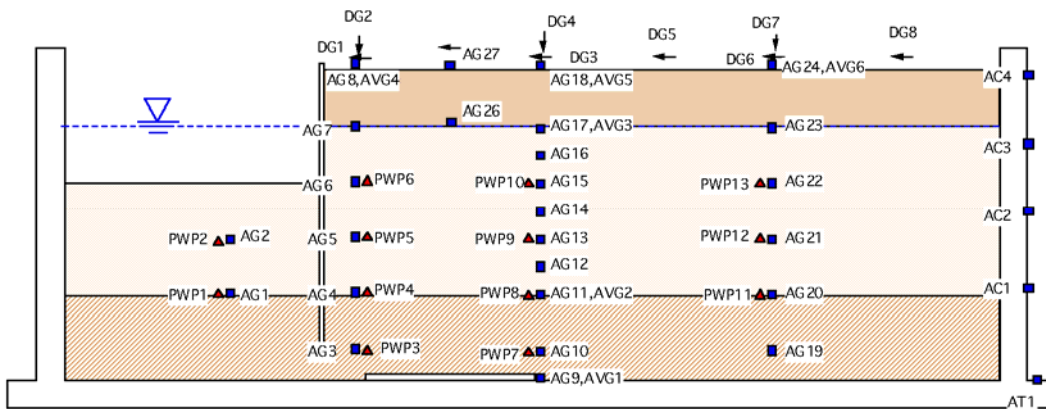 DG2 DG4 DG7
DG5 DG8
DG1 AG27 DG3 DG6 AG24,AVG6
AG8,AVG4 AG18,AVG5 AC4
AG26
AG7 AG17,AVG3 AG23
AC3
AG16
AG6 PWP6 PWP10 AG15 PWP13 AG22
AG14 AC2
PWP2 AG2 AG5 PWP5 PWP9 AG13 PWP12 AG21
AG12
PWP1 AG1 AG4 PWP4 PWP8 AG11,AVG2 PWP11 AG20 AC1
AG3 PWP3 PWP7 AG10 AG19
AG9,AVG1
AT1